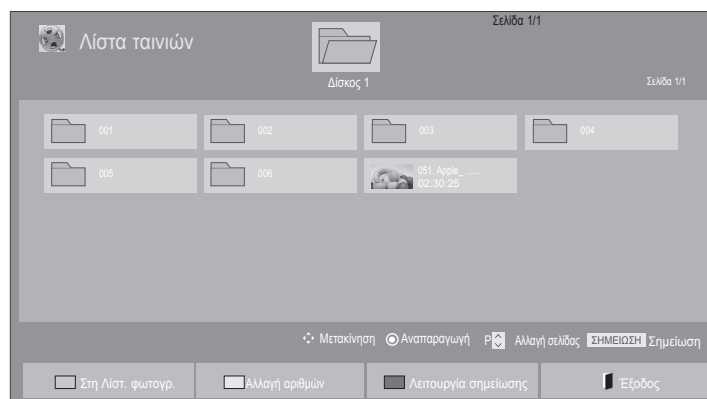 Σελίδα 1/1
Λίστα ταινιών
Δίσκος 1
Σελίδα 1/1
001 002 003 004
005 006 051. Apple_ ......
02:30:25
Μετακίνηση Αναπαραγωγή P Αλλαγή σελίδας ΣΗΜΕΙΩΣΗ Σημείωση
Στη Λίστ. φωτογρ. Αλλαγή αριθμών Λειτουργία σημείωσης Έξοδος